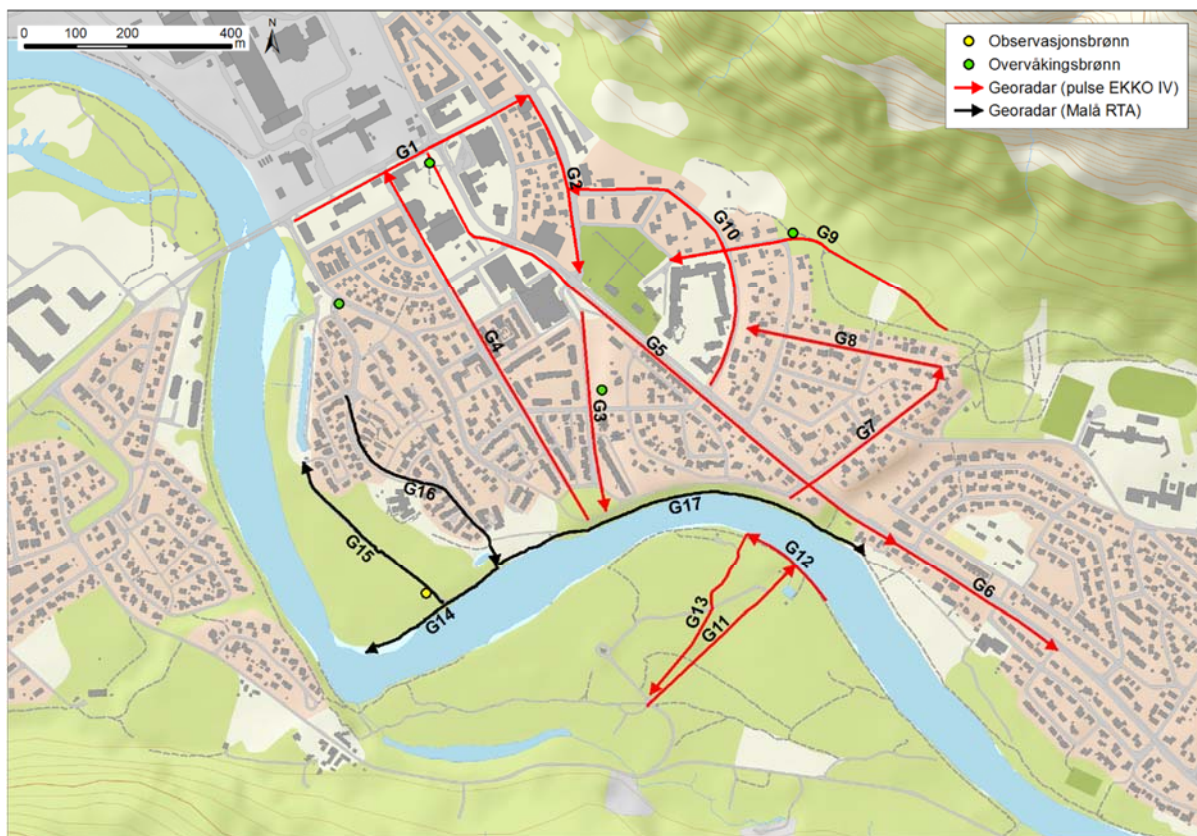 0 100 200 400
m
N
Observasjonsbrønn
Overvåkingsbrønn
Georadar (pulse EKKO IV)
Georadar (Malå RTA)
G1
G2
G10
G9
G4
G5
G8
G3
G7
G16
G17
G15
G12
G6
G13
G11
G14